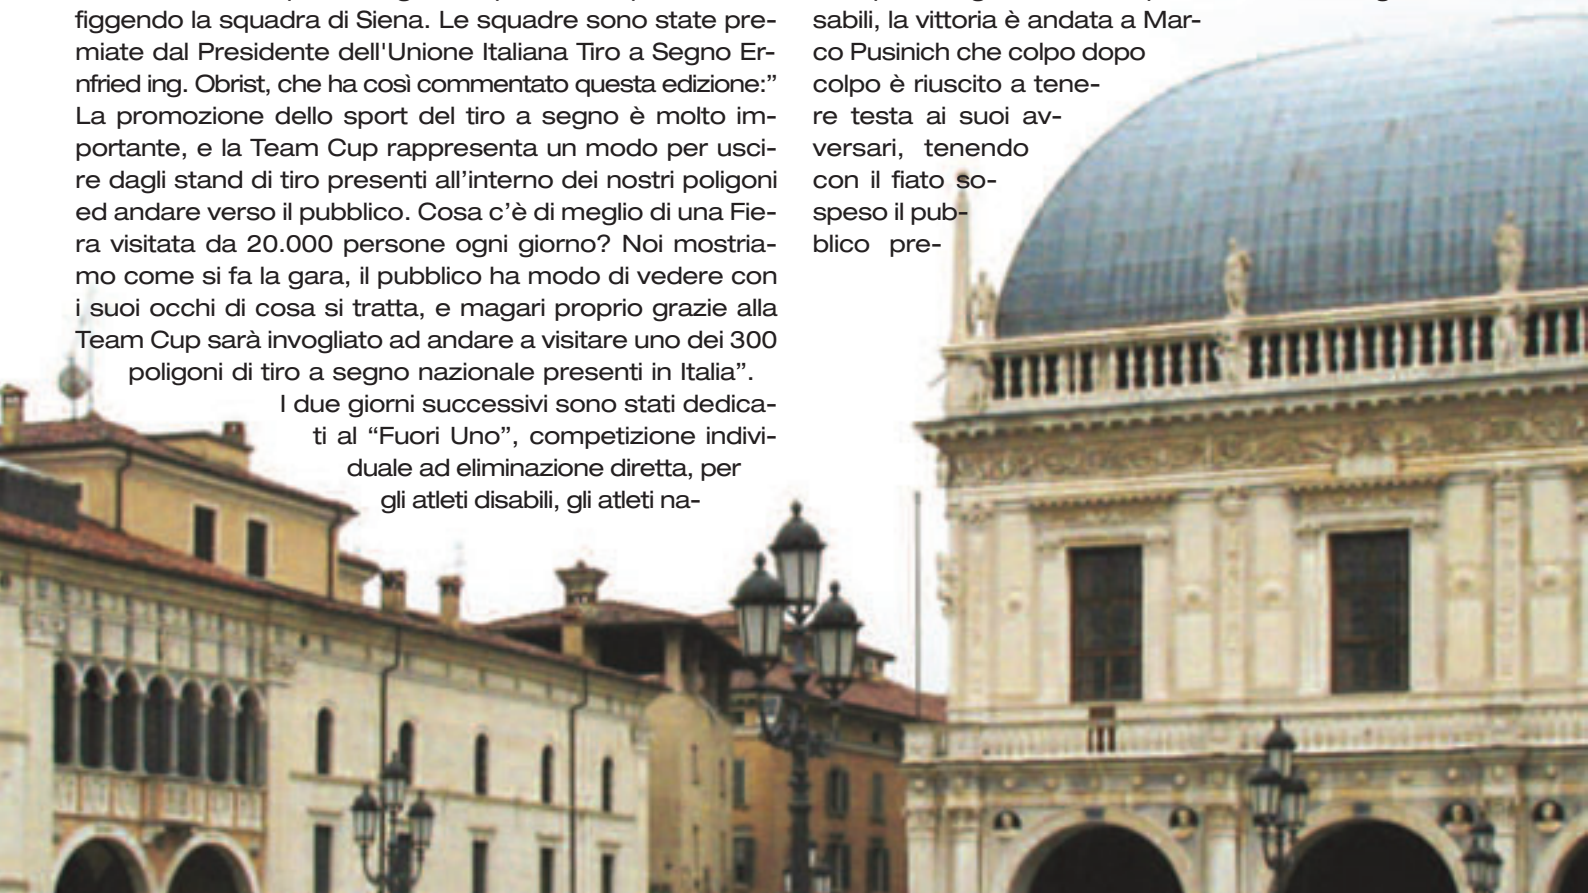 figgendo la squadra di Siena. Le squadre sono state pre-
miate dal Presidente dell'Unione Italiana Tiro a Segno Er-
nfried ing. Obrist, che ha così commentato questa edizione:”
La promozione dello sport del tiro a segno è molto im-
portante, e la Team Cup rappresenta un modo per usci-
re dagli stand di tiro presenti all’interno dei nostri poligoni
ed andare verso il pubblico. Cosa c’è di meglio di una Fie-
ra visitata da 20.000 persone ogni giorno? Noi mostria-
mo come si fa la gara, il pubblico ha modo di vedere con
i suoi occhi di cosa si tratta, e magari proprio grazie alla
Team Cup sarà invogliato ad andare a visitare uno dei 300
poligoni di tiro a segno nazionale presenti in Italia”.
I due giorni successivi sono stati dedica-
ti al “Fuori Uno”, competizione indivi-
duale ad eliminazione diretta, per
gli atleti disabili, gli atleti na-
sabili, la vittoria è andata a Mar-
co Pusinich che colpo dopo
colpo è riuscito a tene-
re testa ai suoi av-
versari, tenendo
con il fiato so-
speso il pub-
blico pre-